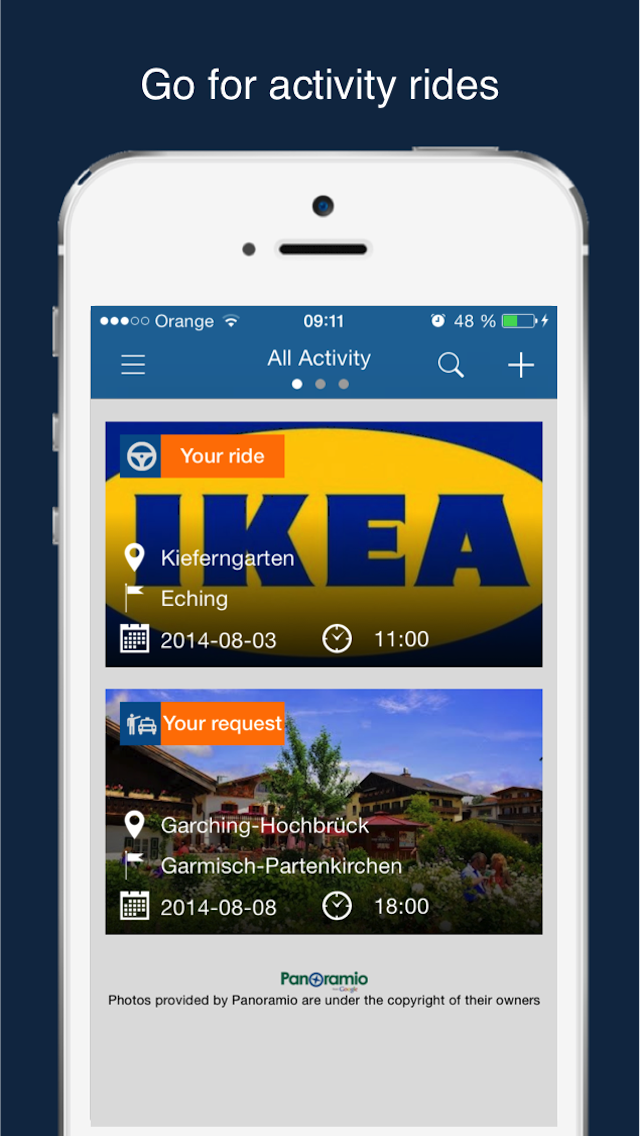 Go for activity rides
Orange 09:11 48 %
All Activity
Your ride
IKEA
Kieferngarten
Eching
2014-08-03 11:00
Your request
Garching-Hochbrück
Garmisch-Partenkirchen
2014-08-08 18:00
Panoramio
Google
Photos provided by Panoramio are under the copyright of their owners